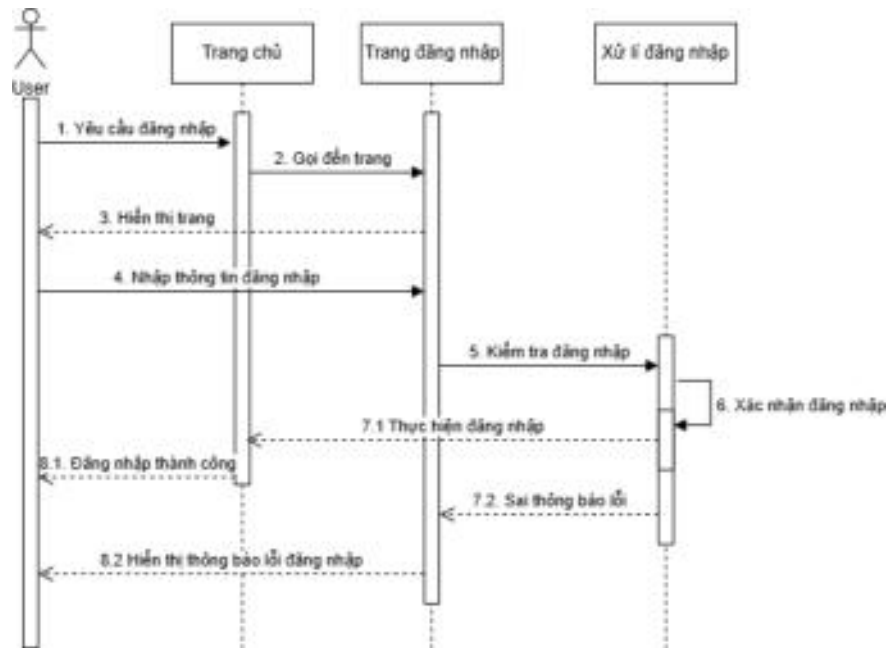 Trang chủ
Trang đăng nhập
Xử lí đăng nhập
User
1. Yêu cầu đăng nhập
2. Gọi đến trang
3. Hiển thị trang
4. Nhập thông tin đăng nhập
5. Kiểm tra đăng nhập
6. Xác nhận đăng nhập
7.1 Thực hiện đăng nhập
8.1. Đăng nhập thành công
7.2. Sai thông báo lỗi
8.2 Hiển thị thông báo lỗi đăng nhập